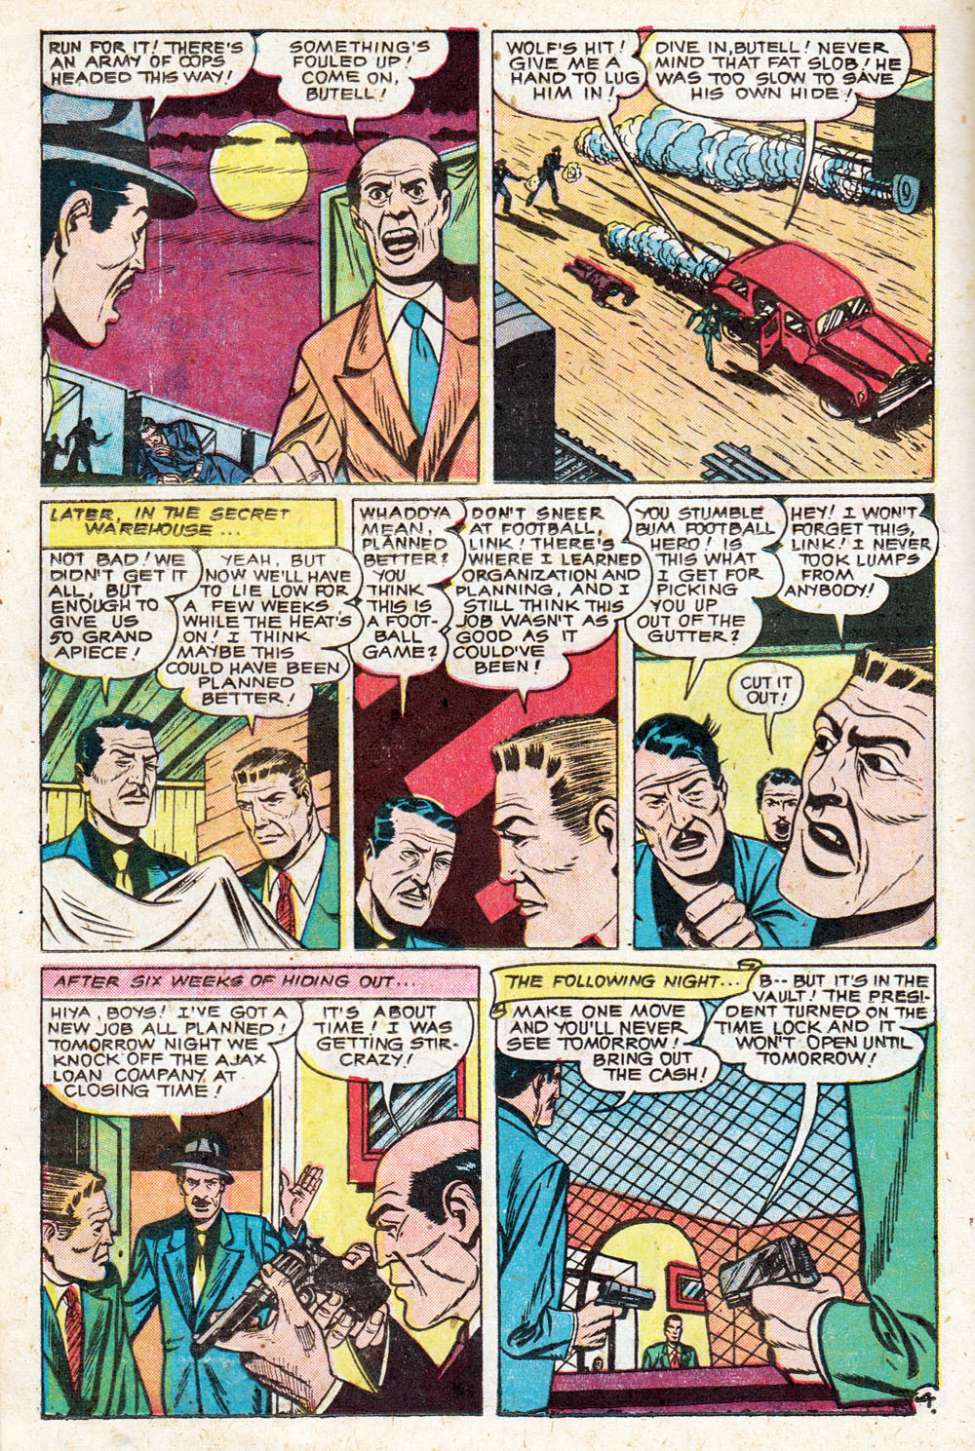 RUN FOR IT! THERE'S
AN ARMY OF COPS
HEADED THIS WAY!
SOMETHING'S
FOULED UP!
COME ON,
BUTELL!
WOLF'S HIT!
GIVE ME A
HAND TO LUG
HIM IN!
DIVE IN, BUTELL! NEVER
MIND THAT FAT SLOB! HE
WAS TOO SLOW TO SAVE
HIS OWN HIDE!
LATER, IN THE SECRET
WAREHOUSE...
NOT BAD! WE
DIDN'T GET IT
ALL, BUT
ENOUGH TO
GIVE US
50 GRAND
APIECE!
YEAH, BUT
NOW WE'LL HAVE
TO LIE LOW FOR
A FEW WEEKS
WHILE THE HEAT'S
ON! I THINK
MAYBE THIS
COULD HAVE BEEN
PLANNED
BETTER!
WHADDYA
MEAN,
PLANNED
BETTER?
YOU
THINK
THIS IS
A FOOT-
BALL
GAME?
DON'T SNEER
AT FOOTBALL,
LINK! THERE'S
WHERE I LEARNED
ORGANIZATION AND
PLANNING, AND I
STILL THINK THIS
JOB WASN'T AS
GOOD AS IT
COULD'VE
BEEN!
YOU STUMBLE
BUM FOOTBALL
HERO! IS
THIS WHAT
I GET FOR
PICKING
YOU UP
OUT OF THE
GUTTER?
CUT IT
OUT!
HEY! I WON'T
FORGET THIS,
LINK! I NEVER
TOOK LUMPS
FROM
ANYBODY!
AFTER SIX WEEKS OF HIDING OUT...
HIYA, BOYS! I'VE GOT A
NEW JOB ALL PLANNED!
TOMORROW NIGHT WE
KNOCK OFF THE AJAX
LOAN COMPANY AT
CLOSING TIME!
IT'S ABOUT
TIME! I WAS
GETTING STIR-
CRAZY!
THE FOLLOWING NIGHT...
MAKE ONE MOVE
AND YOU'LL NEVER
SEE TOMORROW!
BRING OUT
THE CASH!
B-- BUT IT'S IN THE
VAULT! THE PRESI-
DENT TURNED ON THE
TIME LOCK AND IT
WON'T OPEN UNTIL
TOMORROW!
4